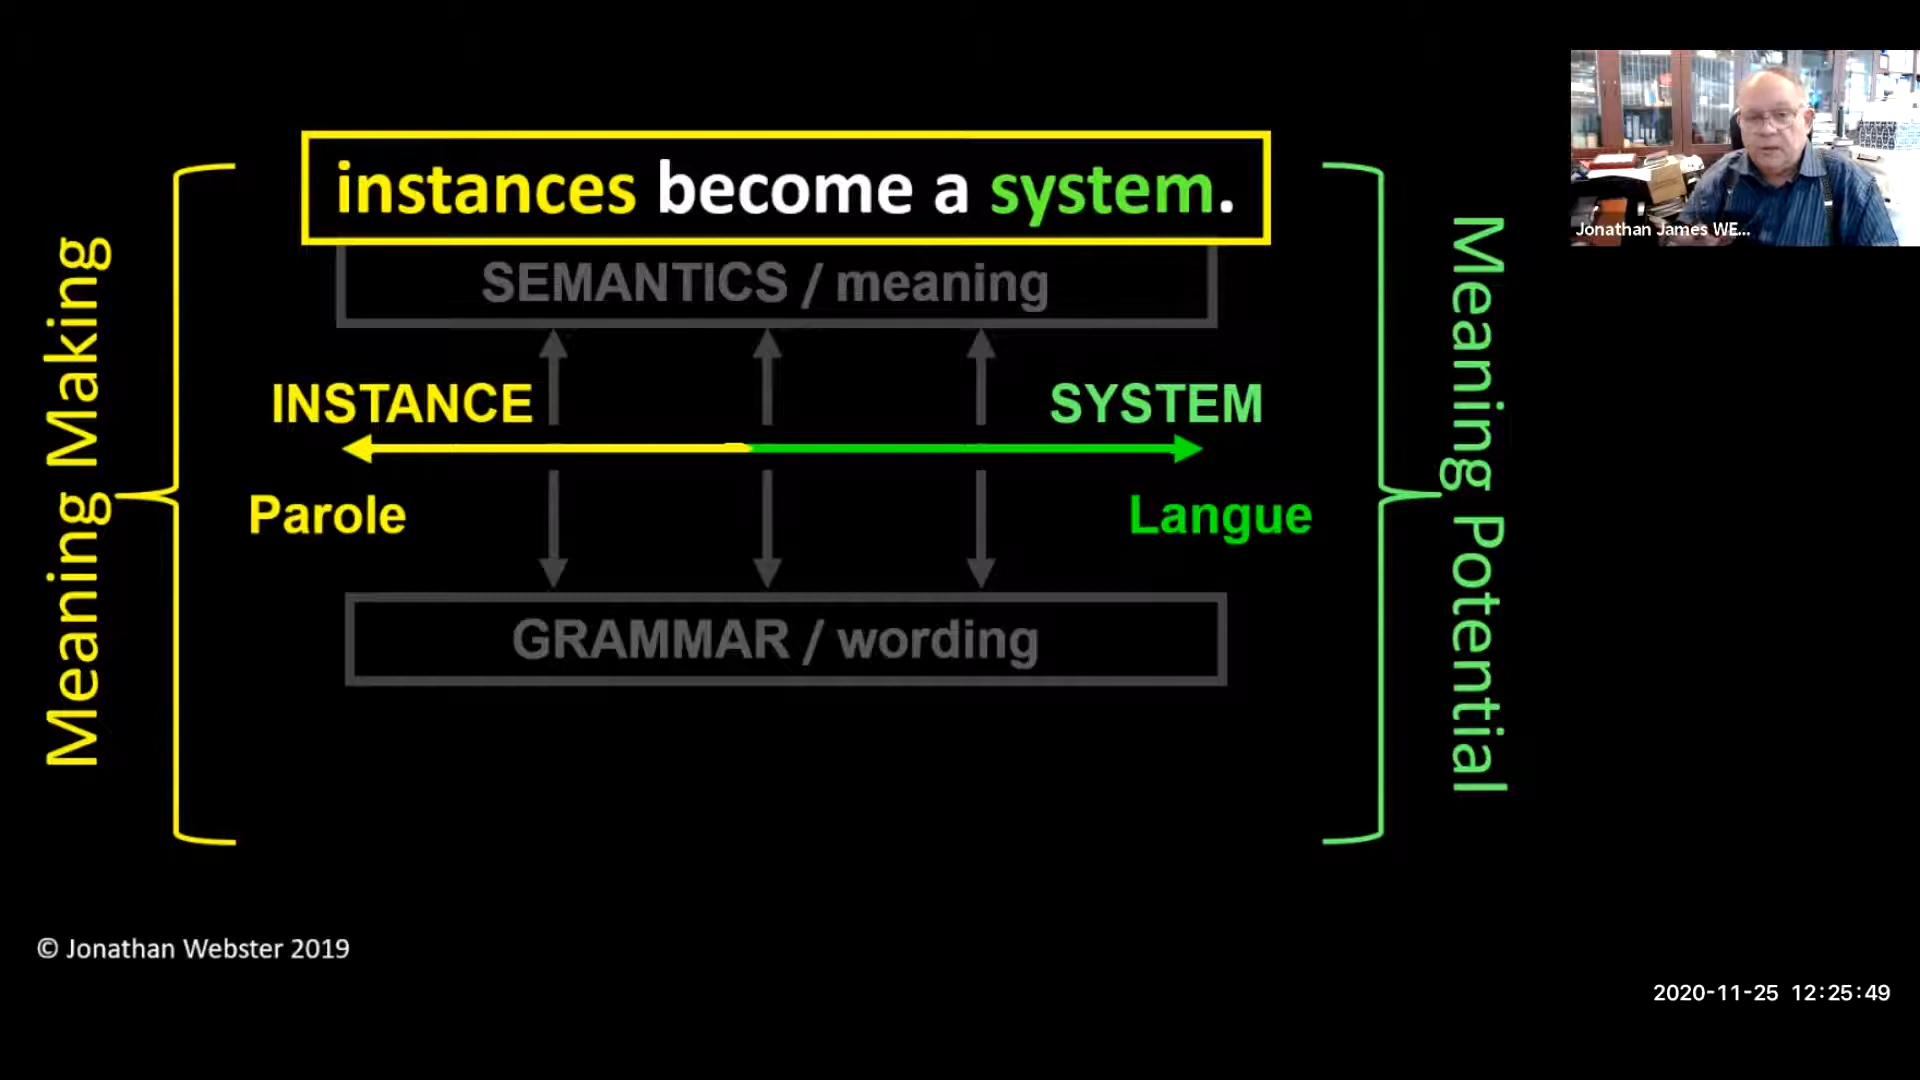 instances become a system.
SEMANTICS / meaning
INSTANCE
SYSTEM
Parole
Langue
GRAMMAR / wording
Meaning Making
Meaning Potential
Jonathan James WE...
© Jonathan Webster 2019
2020-11-25 12:25:49